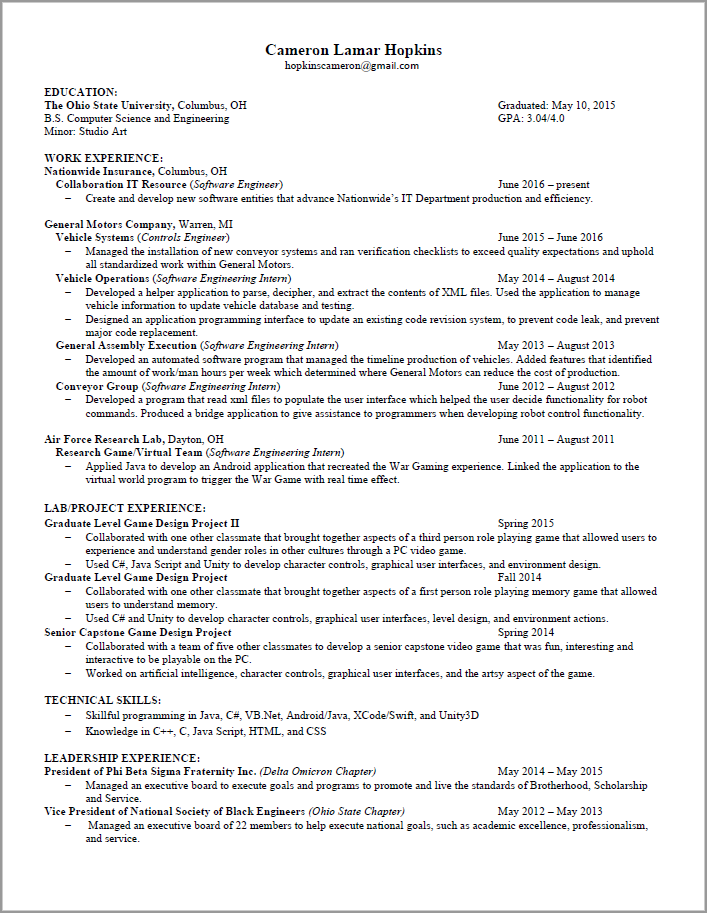 Cameron Lamar Hopkins
hopkinscameron@gmail.com
EDUCATION:
The Ohio State University, Columbus, OH Graduated: May 10, 2015
B.S. Computer Science and Engineering GPA: 3.04/4.0
Minor: Studio Art
WORK EXPERIENCE:
Nationwide Insurance, Columbus, OH
Collaboration IT Resource (Software Engineer) June 2016 – present
– Create and develop new software entities that advance Nationwide's IT Department production and efficiency.
General Motors Company, Warren, MI
Vehicle Systems (Controls Engineer) June 2015 – June 2016
– Managed the installation of new conveyor systems and ran verification checklists to exceed quality expectations and uphold
all standardized work within General Motors.
Vehicle Operations (Software Engineering Intern) May 2014 – August 2014
– Developed a helper application to parse, decipher, and extract the contents of XML files. Used the application to manage
vehicle information to update vehicle database and testing.
– Designed an application programming interface to update an existing code revision system, to prevent code leak, and prevent
major code replacement.
General Assembly Execution (Software Engineering Intern) May 2013 – August 2013
– Developed an automated software program that managed the timeline production of vehicles. Added features that identified
the amount of work/man hours per week which determined where General Motors can reduce the cost of production.
Conveyor Group (Software Engineering Intern) June 2012 – August 2012
– Developed a program that read xml files to populate the user interface which helped the user decide functionality for robot
commands. Produced a bridge application to give assistance to programmers when developing robot control functionality.
Air Force Research Lab, Dayton, OH June 2011 – August 2011
Research Game/Virtual Team (Software Engineering Intern)
– Applied Java to develop an Android application that recreated the War Gaming experience. Linked the application to the
virtual world program to trigger the War Game with real time effect.
LAB/PROJECT EXPERIENCE:
Graduate Level Game Design Project II Spring 2015
– Collaborated with one other classmate that brought together aspects of a third person role playing game that allowed users to
experience and understand gender roles in other cultures through a PC video game.
– Used C#, Java Script and Unity to develop character controls, graphical user interfaces, and environment design.
Graduate Level Game Design Project Fall 2014
– Collaborated with one other classmate that brought together aspects of a first person role playing memory game that allowed
users to understand memory.
– Used C# and Unity to develop character controls, graphical user interfaces, level design, and environment actions.
Senior Capstone Game Design Project Spring 2014
– Collaborated with a team of five other classmates to develop a senior capstone video game that was fun, interesting and
interactive to be playable on the PC.
– Worked on artificial intelligence, character controls, graphical user interfaces, and the artsy aspect of the game.
TECHNICAL SKILLS:
– Skillful programming in Java, C#, VB.Net, Android/Java, XCode/Swift, and Unity3D
– Knowledge in C++, C, Java Script, HTML, and CSS
LEADERSHIP EXPERIENCE:
President of Phi Beta Sigma Fraternity Inc. (Delta Omicron Chapter) May 2014 – May 2015
– Managed an executive board to execute goals and programs to promote and live the standards of Brotherhood, Scholarship
and Service.
Vice President of National Society of Black Engineers (Ohio State Chapter) May 2012 – May 2013
– Managed an executive board of 22 members to help execute national goals, such as academic excellence, professionalism,
and service.